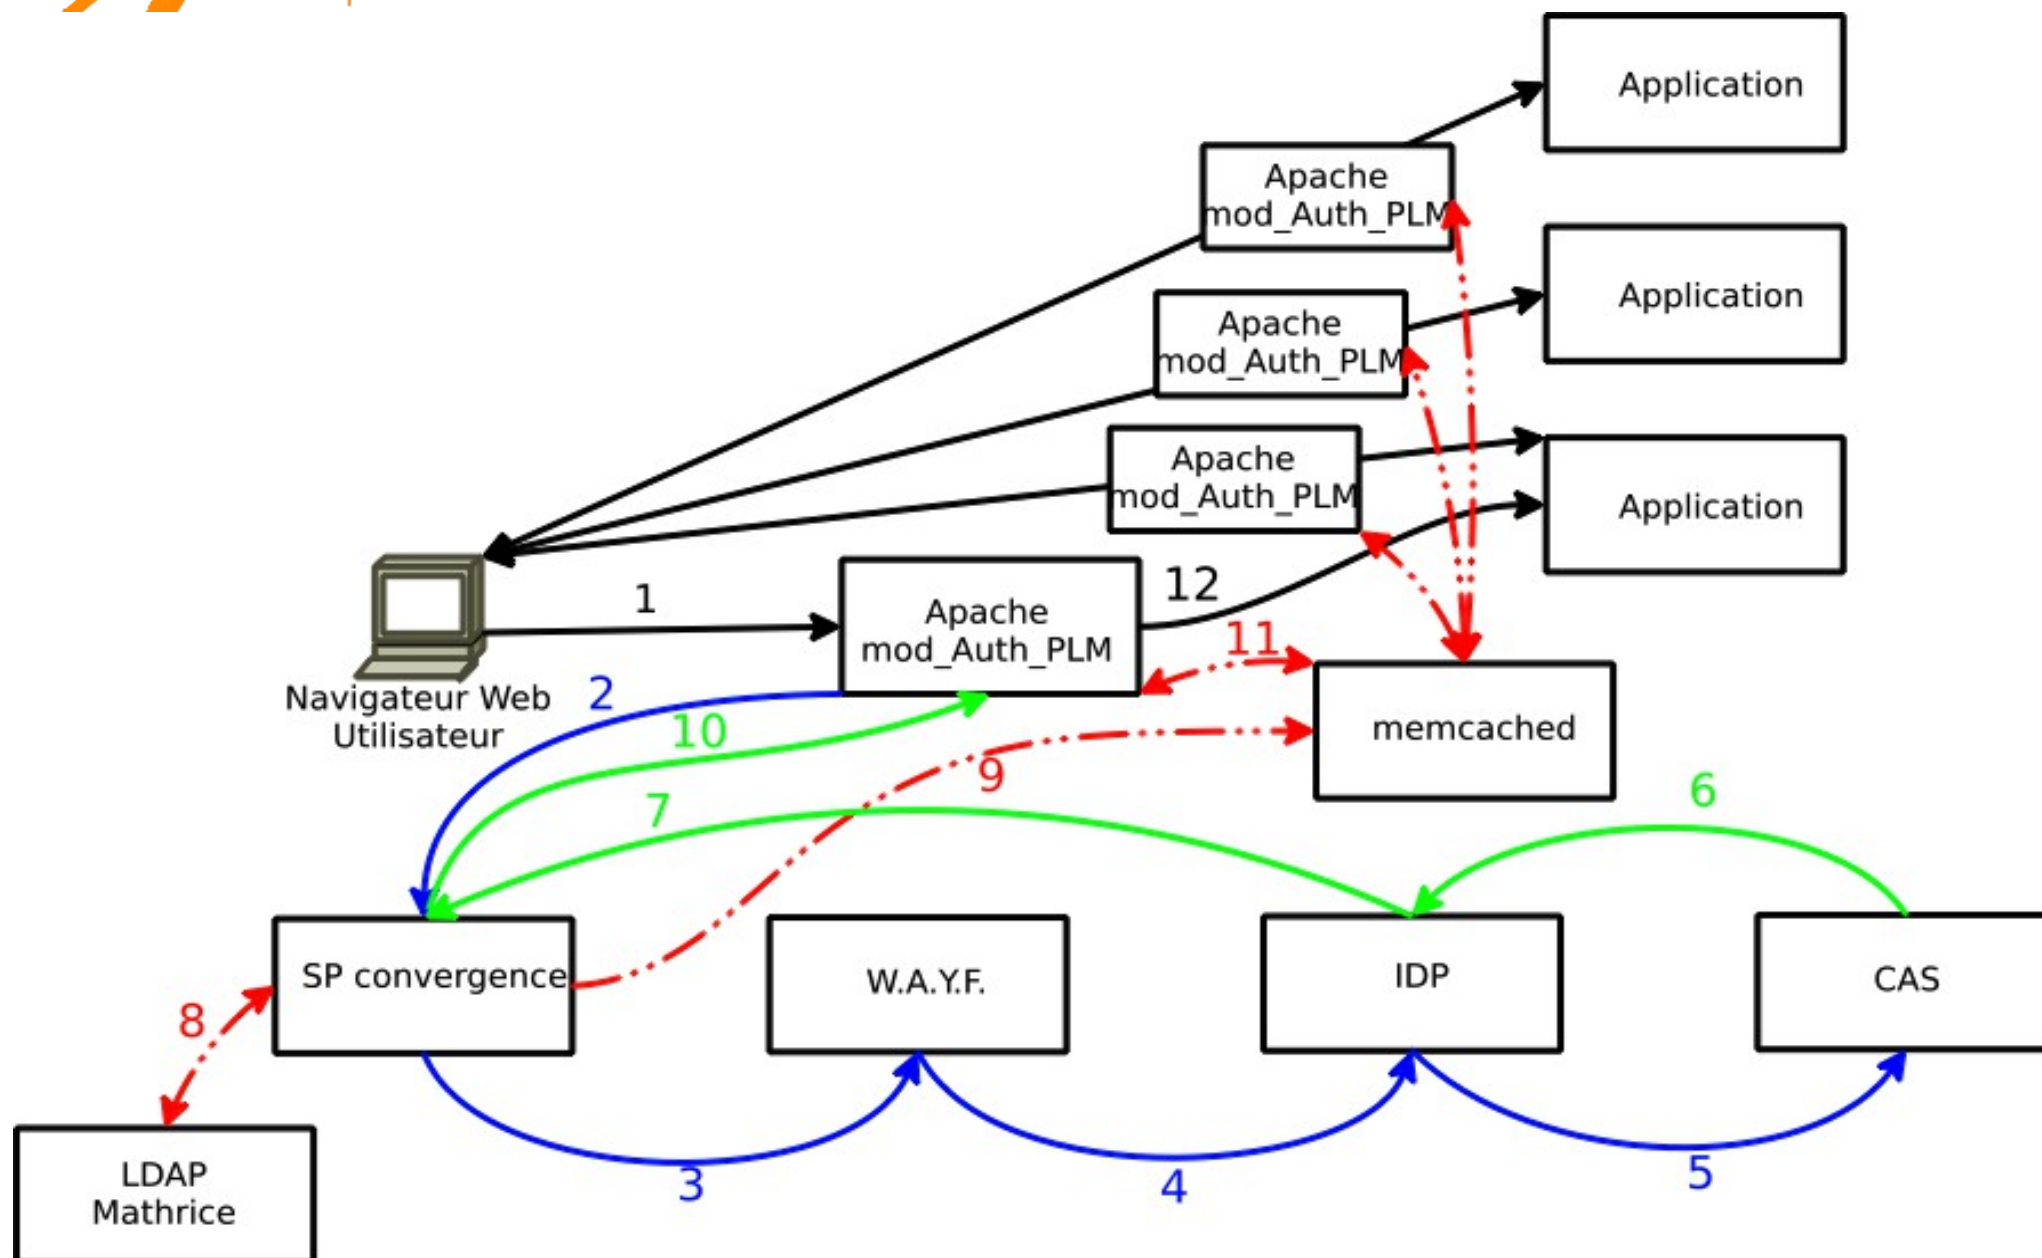 Application
Apache
mod_Auth_PLM
Application
Apache
mod_Auth_PLM
Apache
mod_Auth_PLM
Application
1
Apache
mod_Auth_PLM
12
11
Navigateur Web
Utilisateur
2
10
memcached
9
7
6
SP convergence
W.A.Y.F.
IDP
CAS
8
LDAP
Mathrice
3
4
5